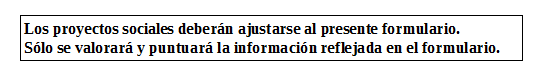 Los proyectos sociales deberán ajustarse al presente formulario.
Sólo se valorará y puntuará la información reflejada en el formulario.